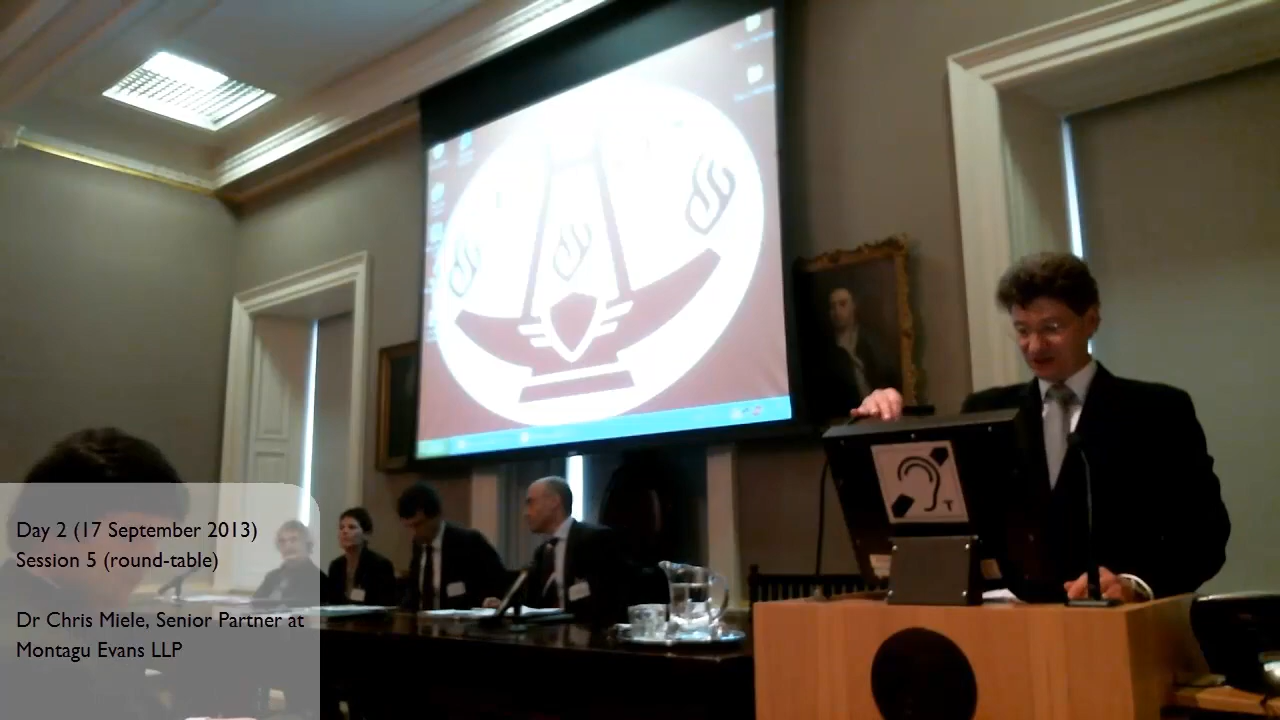 Day 2 (17 September 2013)
Session 5 (round-table)
Dr Chris Miele, Senior Partner at
Montagu Evans LLP
T